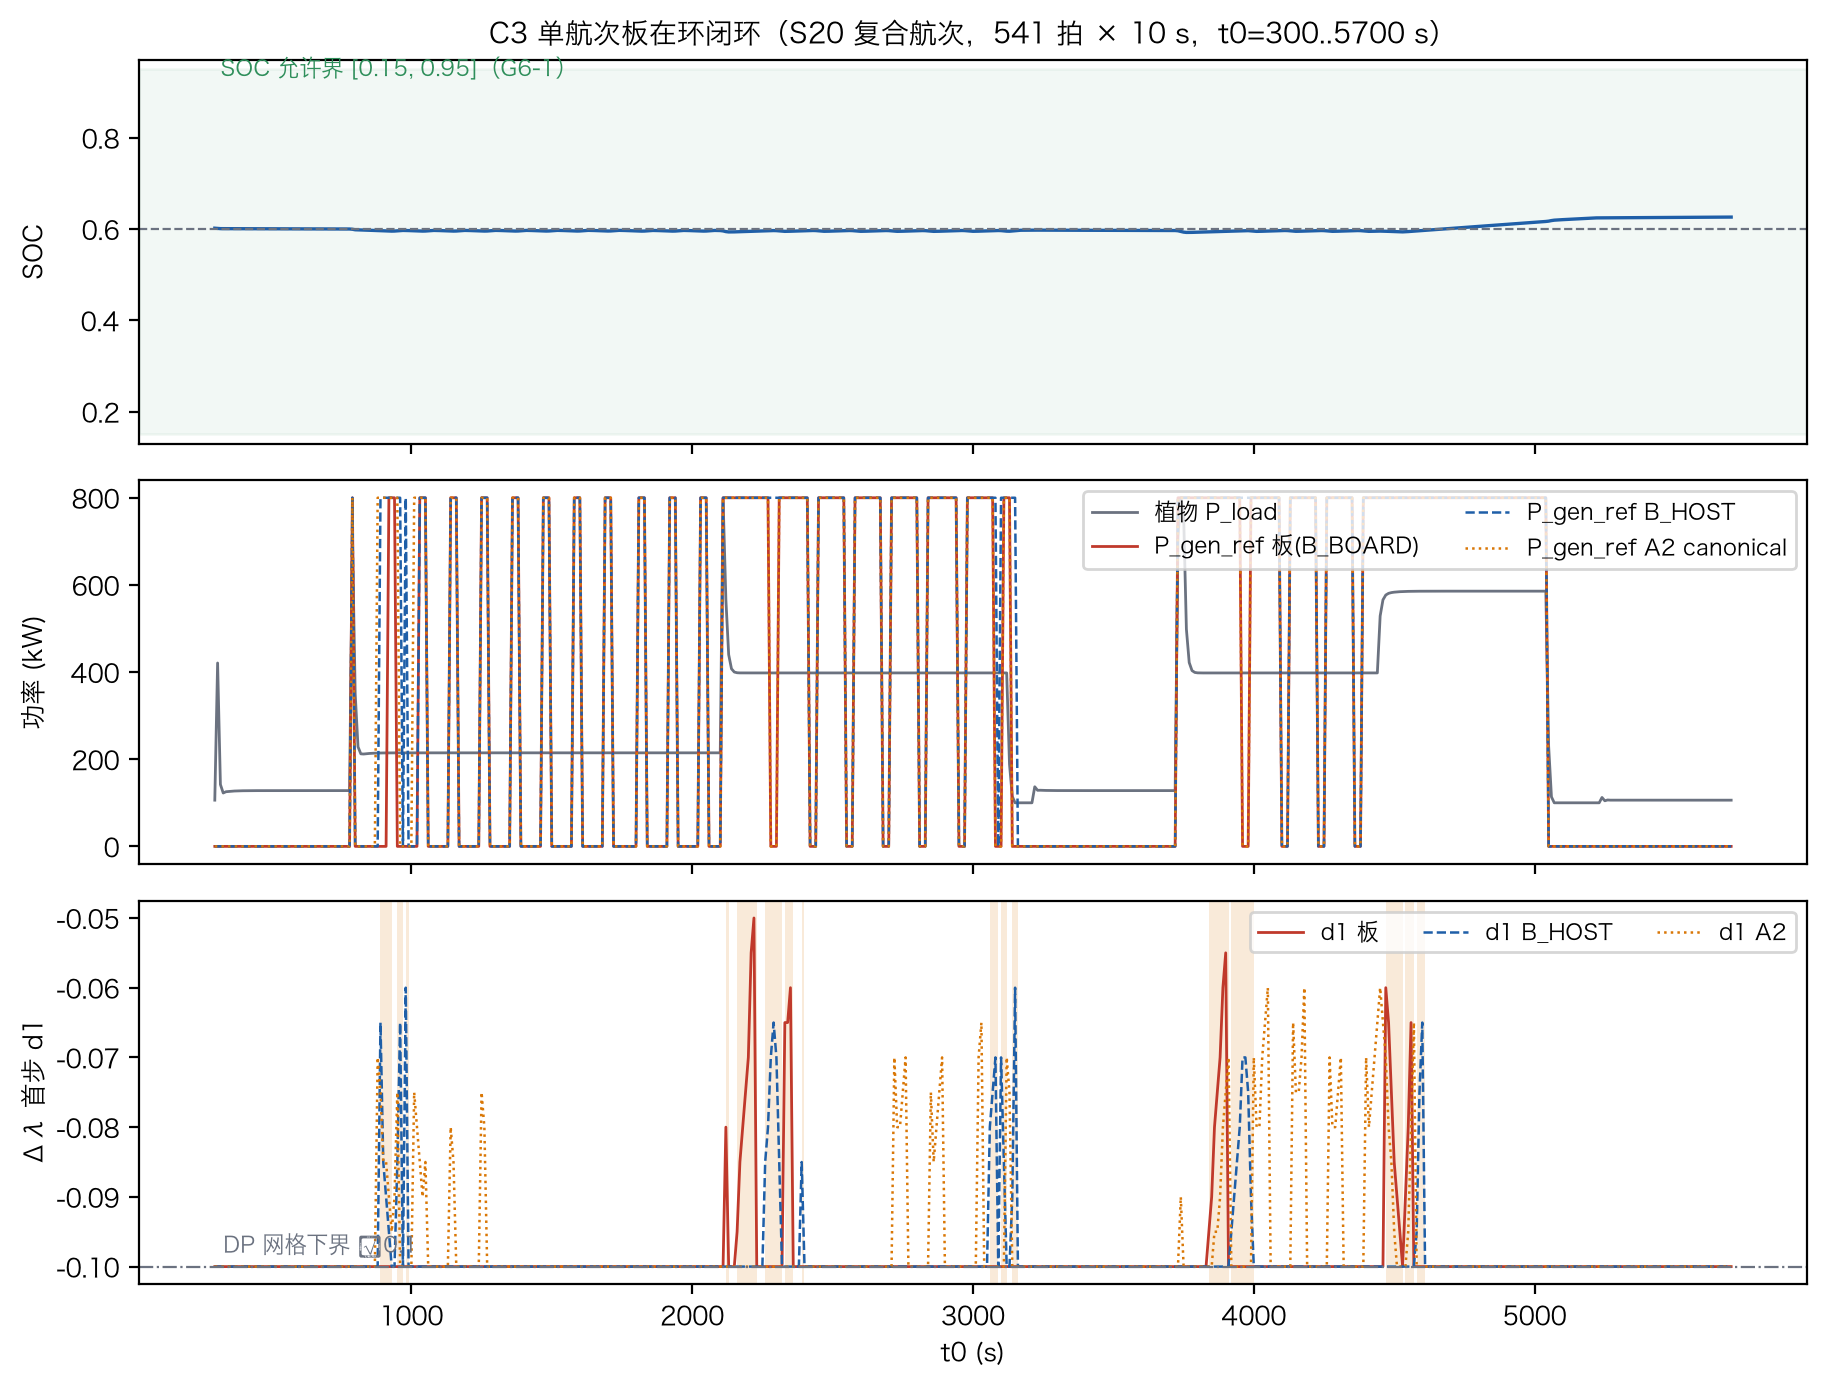 C3 单航次板在环闭环（S20 复合航次，541 拍 × 10 s，t0=300..5700 s）
SOC 允许界 [0.15, 0.95]（G6-1）
SOC
0.8
0.6
0.4
0.2
功率 (kW)
800
600
400
200
0
植物 P_load
P_gen_ref 板(B_BOARD)
P_gen_ref B_HOST
P_gen_ref A2 canonical
Δλ 首步 d1
-0.05
-0.06
-0.07
-0.08
-0.09
-0.10
d1 板
d1 B_HOST
d1 A2
DP 网格下界
1000
2000
3000
4000
5000
t0 (s)